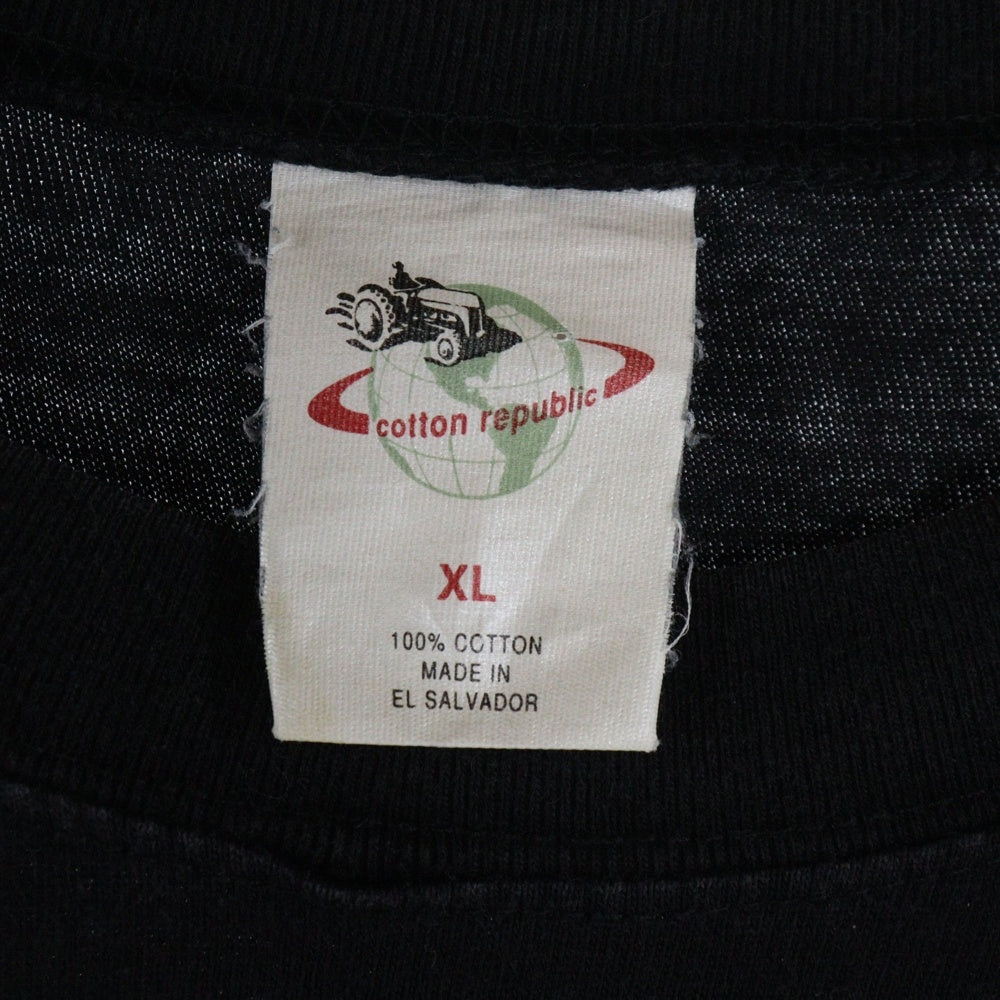 cotton republic
XL
100% COTTON
MADE IN
EL SALVADOR